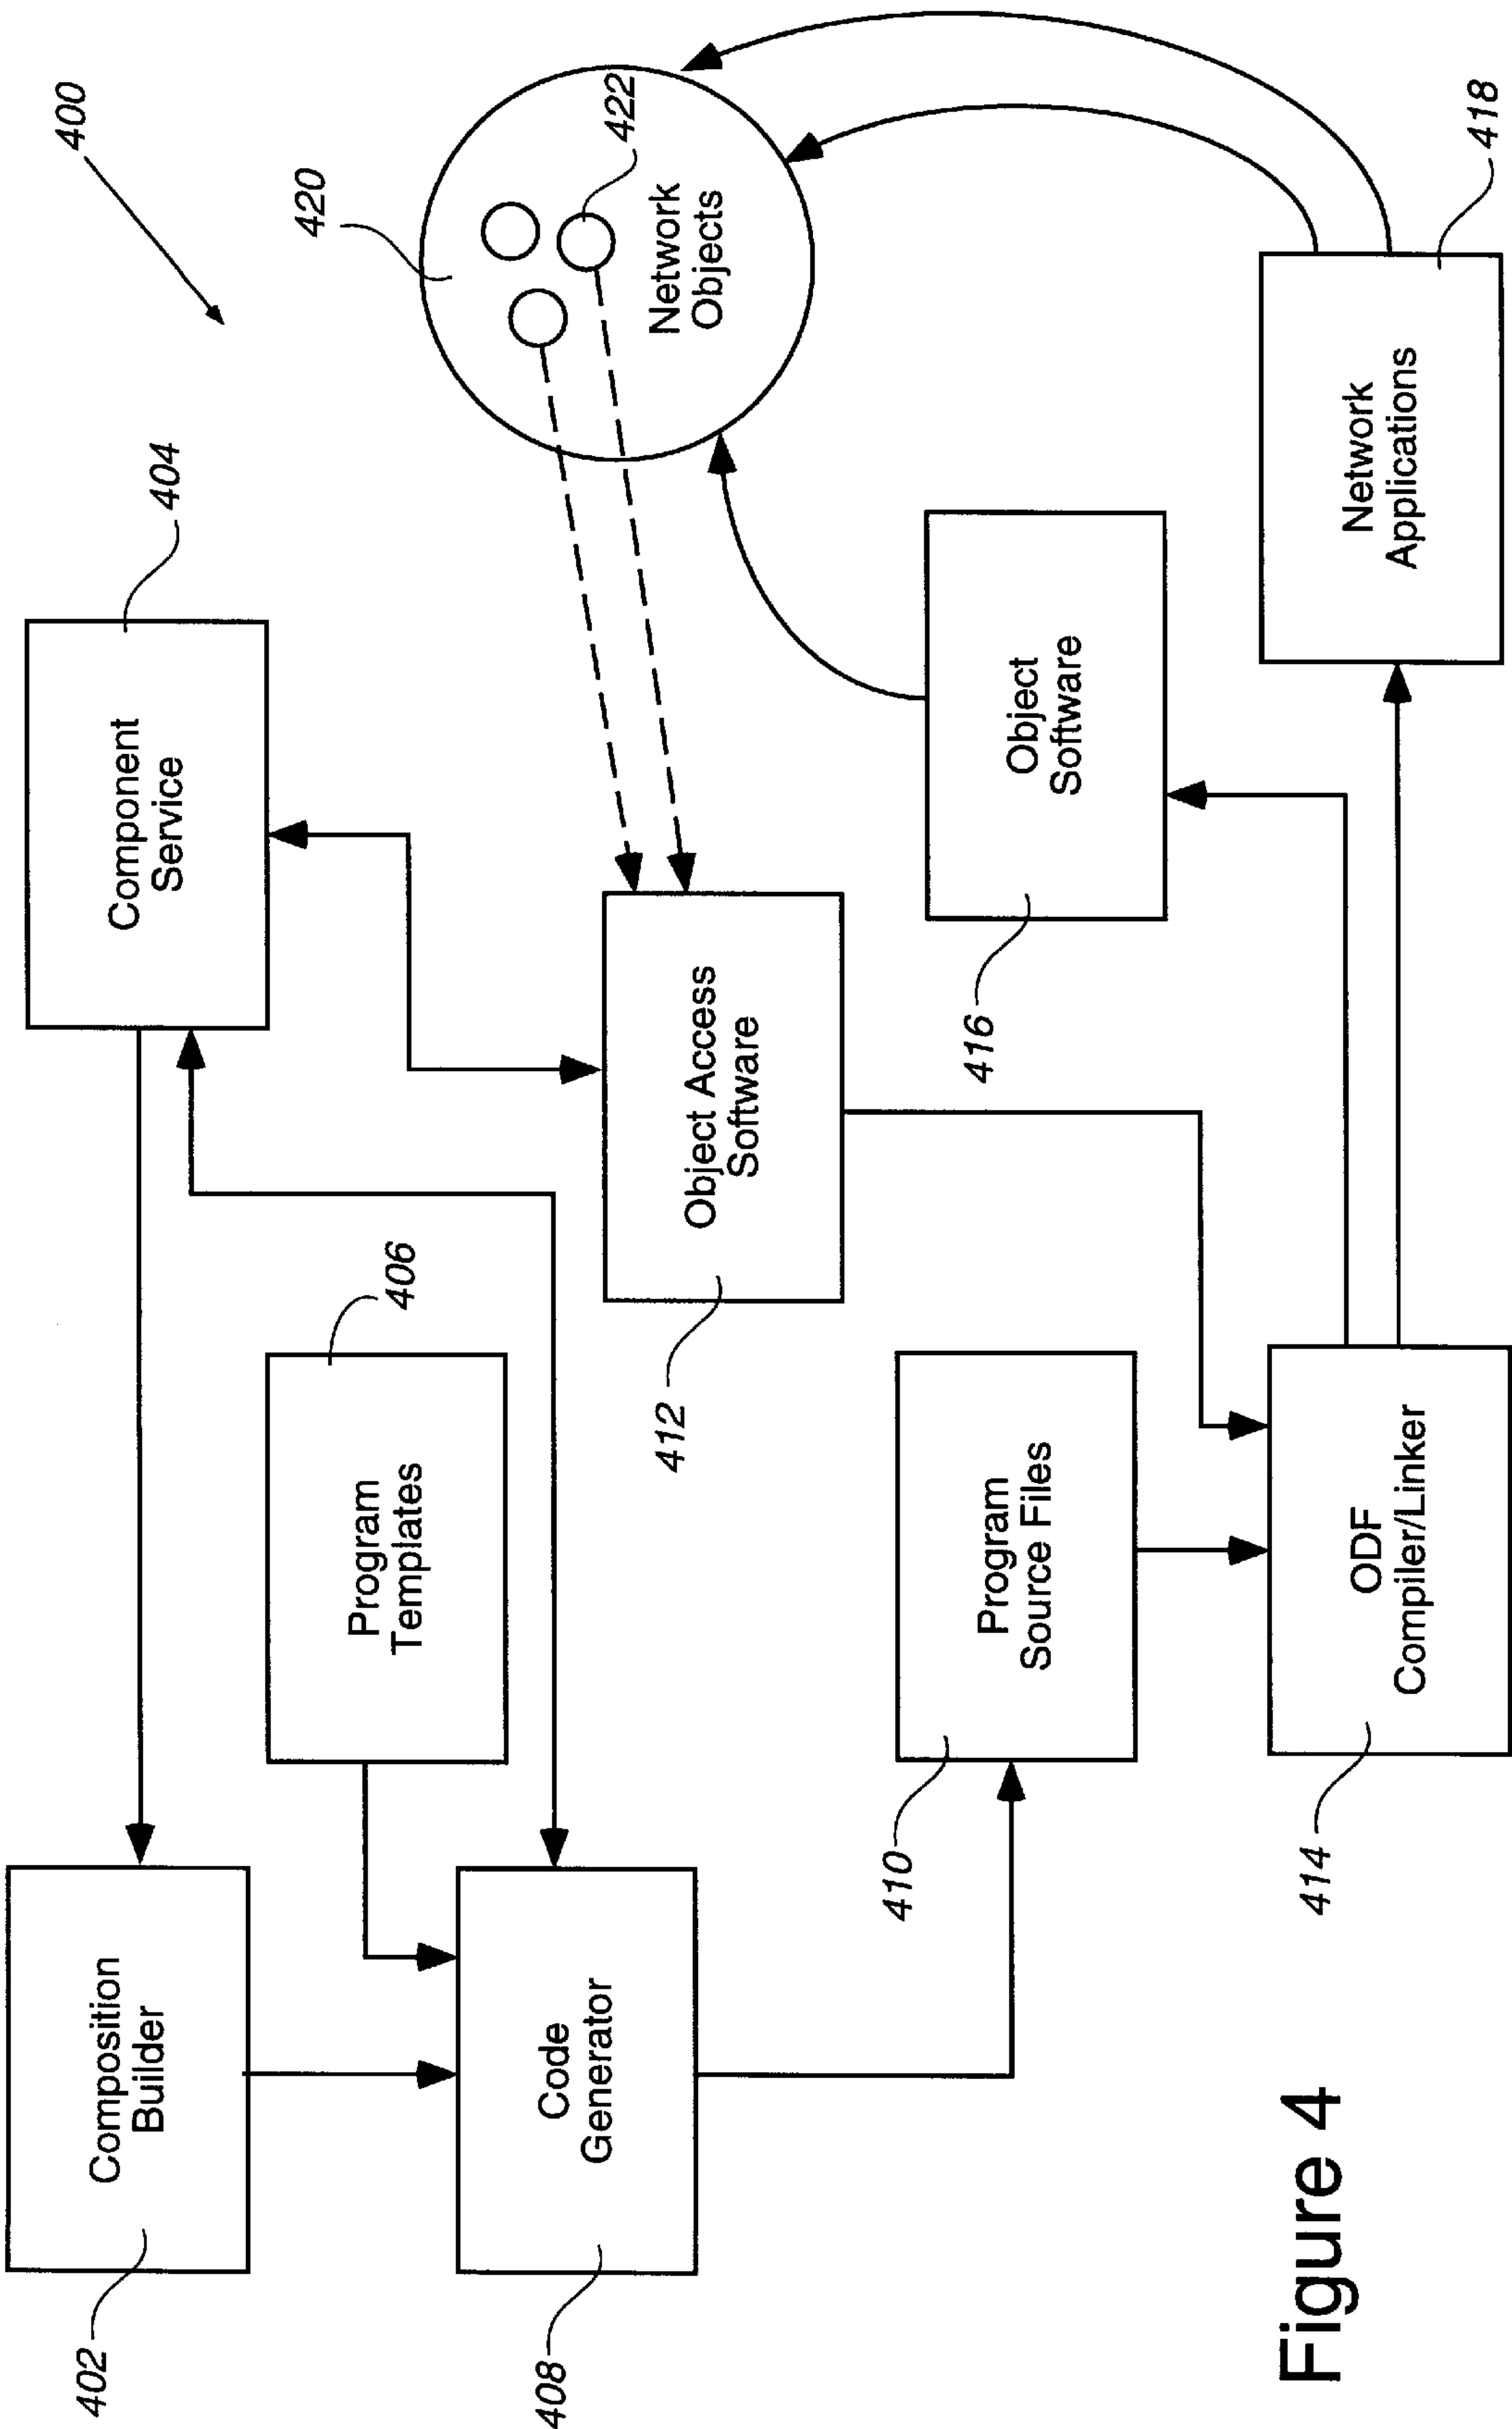 400
402
Composition
Builder
404
Component
Service
420
422
Network
Objects
406
Program
Templates
408
Code
Generator
412
Object Access
Software
410
Program
Source Files
416
Object
Software
414
ODF
Compiler/Linker
418
Network
Applications
Figure 4